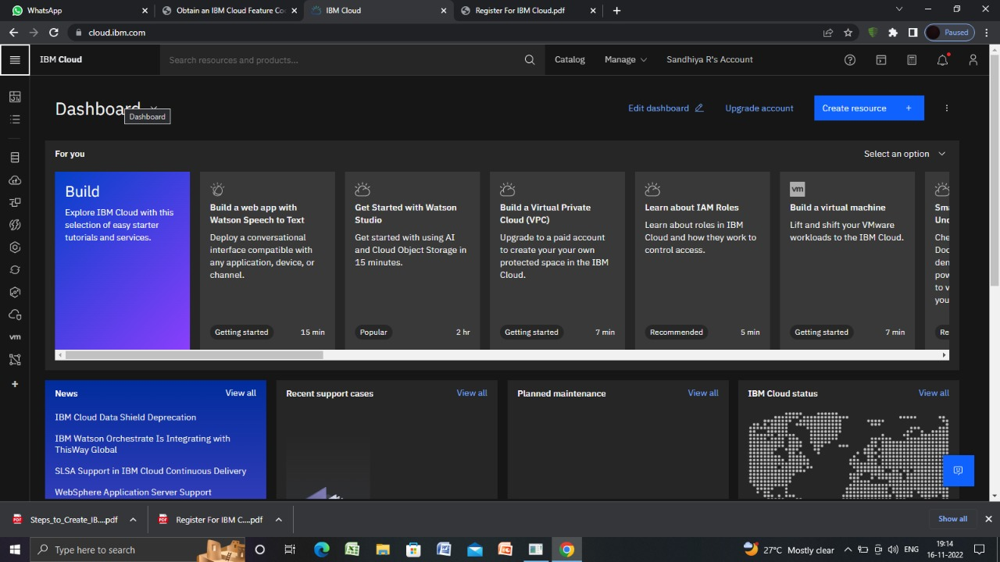 WhatsApp
Obtain an IBM Cloud Feature Co
IBM Cloud
Register For IBM Cloud.pdf
cloud.ibm.com
Paused
IBM Cloud
Search resources and products...
Catalog
Manage
Sandhiya R's Account
Dashboard
Dashboard
Edit dashboard
Upgrade account
Create resource +
For you
Select an option
Build
Explore IBM Cloud with this
selection of easy starter
tutorials and services.
Build a web app with
Watson Speech to Text
Deploy a conversational
interface compatible with
any application, device, or
channel.
Getting started
15 min
Get Started with Watson
Studio
Get started with using AI
and Cloud Object Storage in
15 minutes.
Popular
2 hr
Build a Virtual Private
Cloud (VPC)
Upgrade to a paid account
to create your your own
protected space in the IBM
Cloud.
Getting started
7 min
Learn about IAM Roles
Learn about roles in IBM
Cloud and how they work to
control access.
Recommended
5 min
vm
Build a virtual machine
Lift and shift your VMware
workloads to the IBM Cloud.
Getting started
7 min
Sma
Und
Che
Doc
den
pov
to v
you
Re
vm
News
View all
IBM Cloud Data Shield Deprecation
IBM Watson Orchestrate Is Integrating with
ThisWay Global
SLSA Support in IBM Cloud Continuous Delivery
WebSphere Application Server Support
Recent support cases
View all
Planned maintenance
View all
IBM Cloud status
View all
PDF
Steps_to_Create_IB....pdf
PDF
Register For IBM C....pdf
Show all
Type here to search
27°C Mostly clear
ENG
19:14
16-11-2022